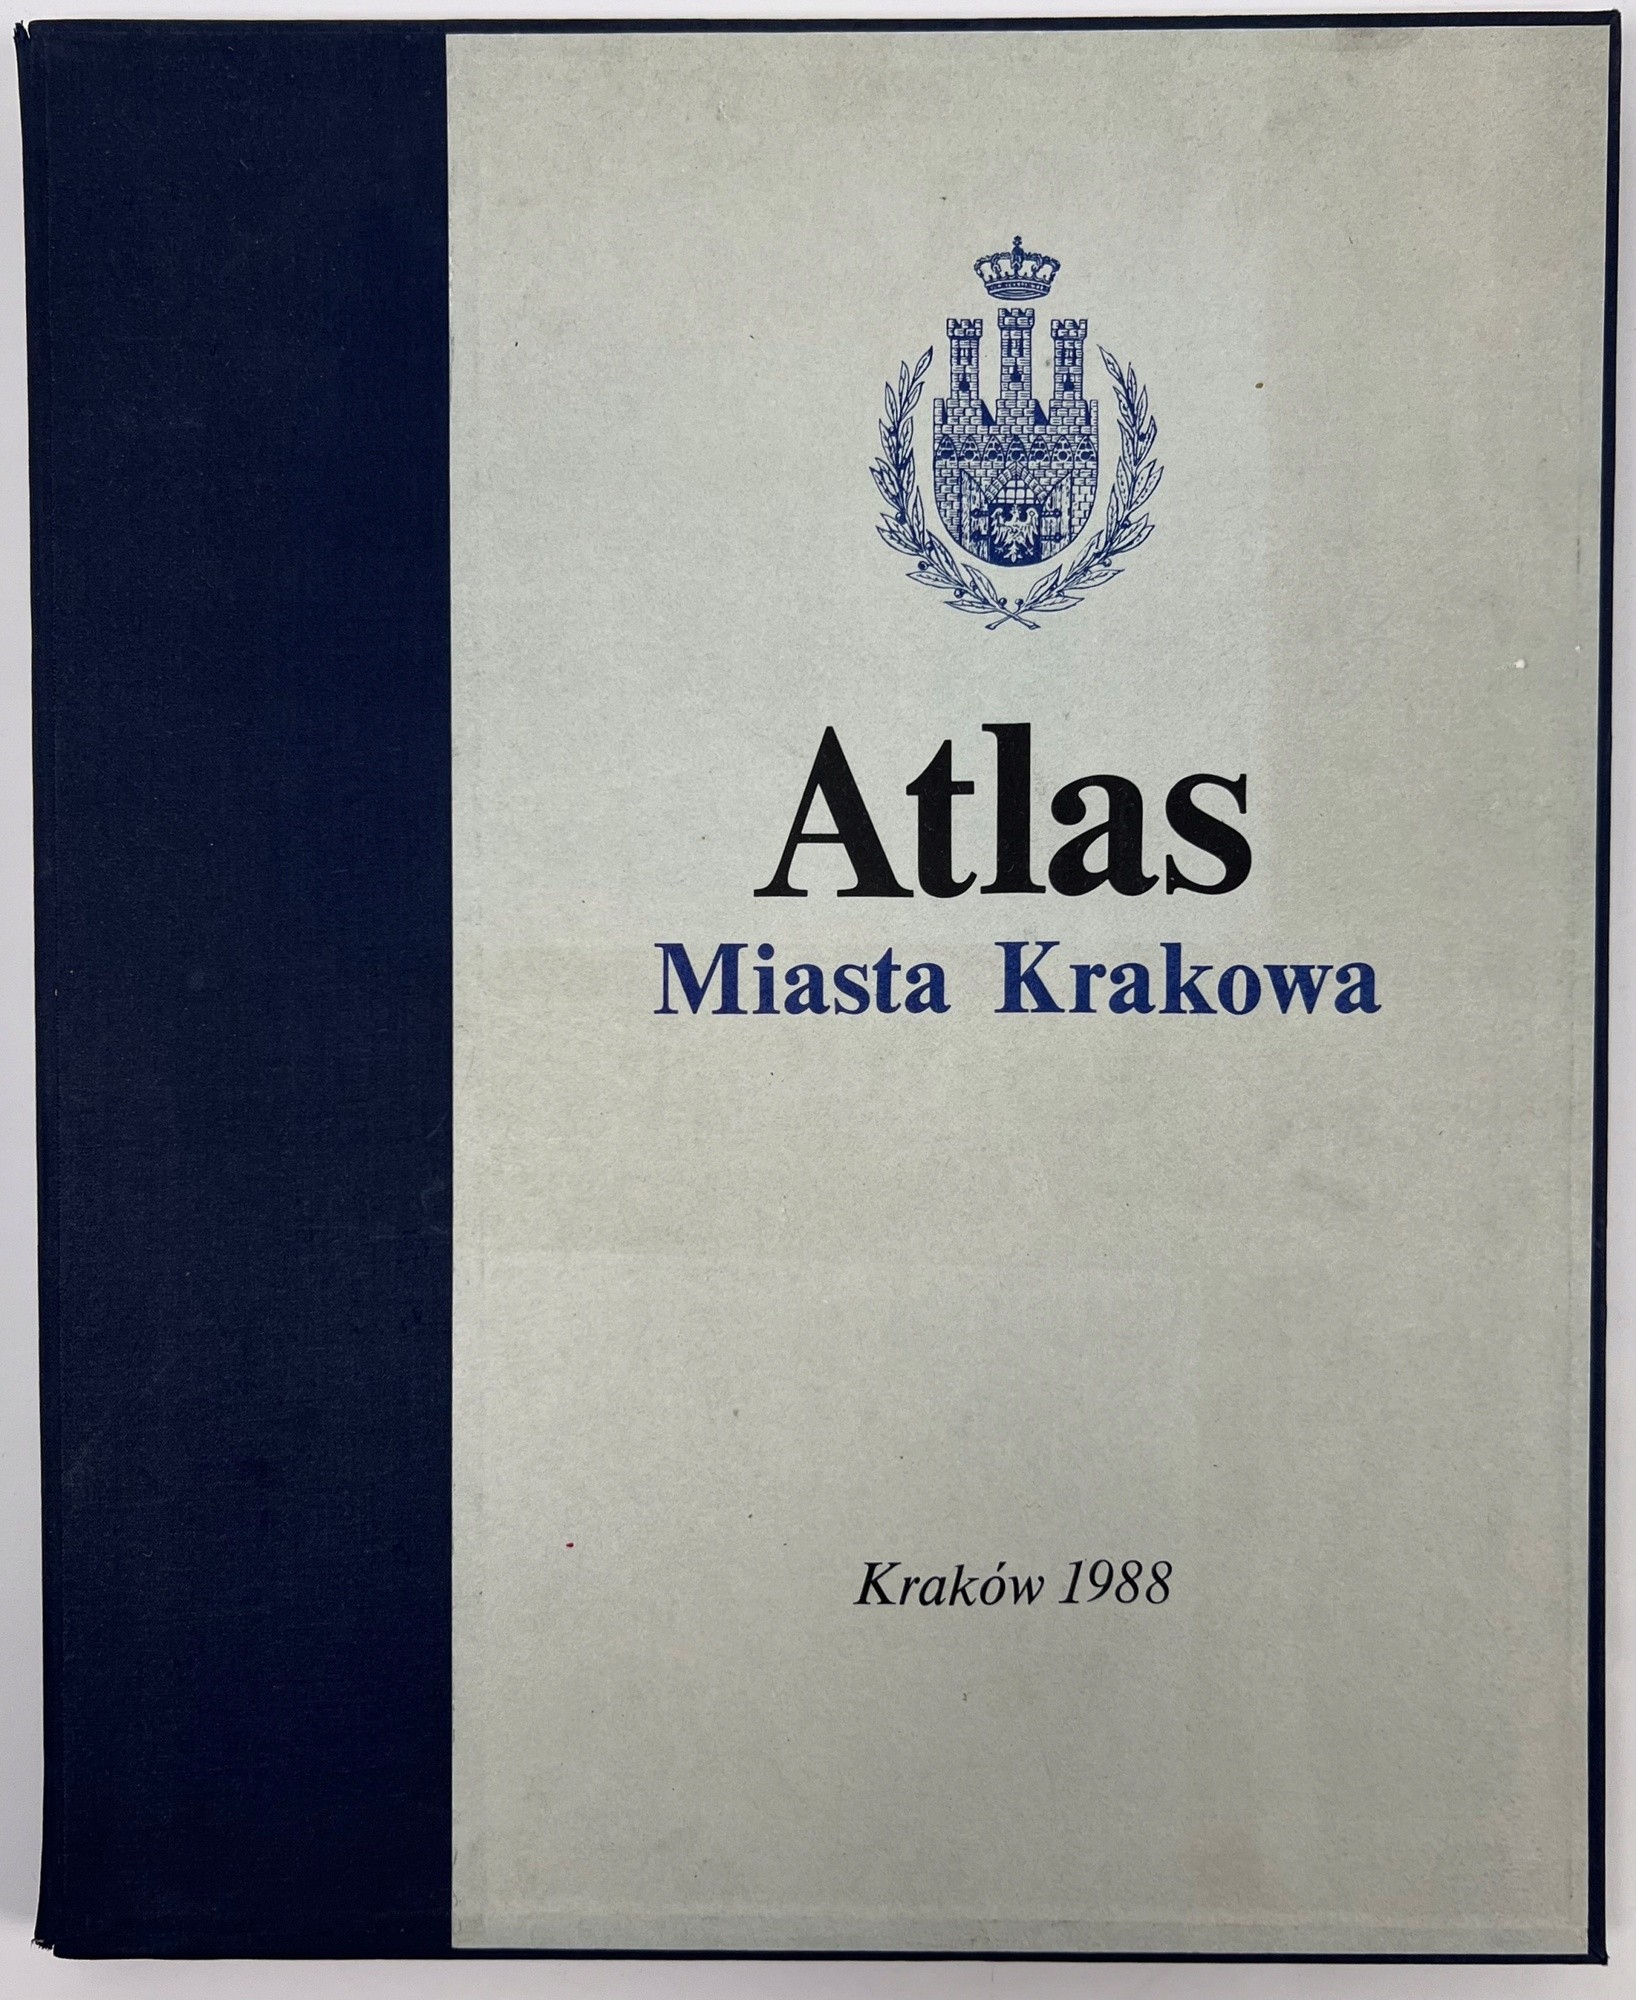 Atlas
Miasta Krakowa
Kraków 1988